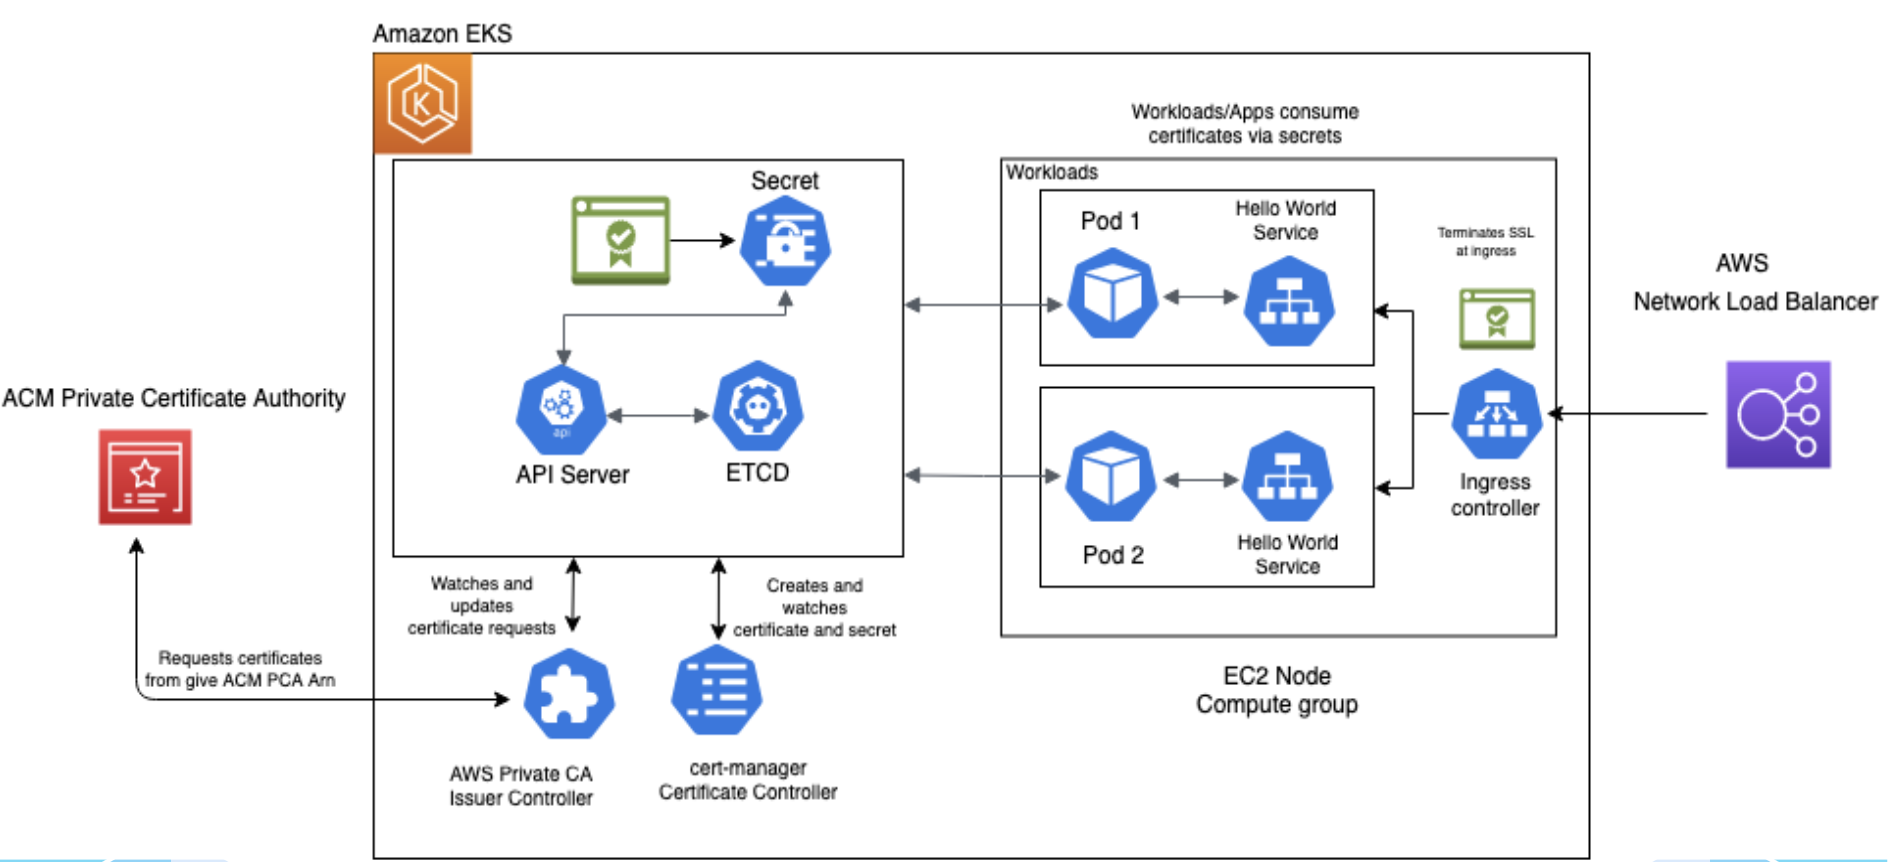 Amazon EKS
K
Workloads/Apps consume
certificates via secrets
Secret
Workloads
Pod 1
Hello World
Service
Terminates SSL
at ingress
AWS
Network Load Balancer
ACM Private Certificate Authority
api
API Server
ETCD
Ingress
controller
Pod 2
Hello World
Service
Watches and
updates
certificate requests
Creates and
watches
certificate and secret
Requests certificates
from give ACM PCA Arn
EC2 Node
Compute group
AWS Private CA
Issuer Controller
cert-manager
Certificate Controller